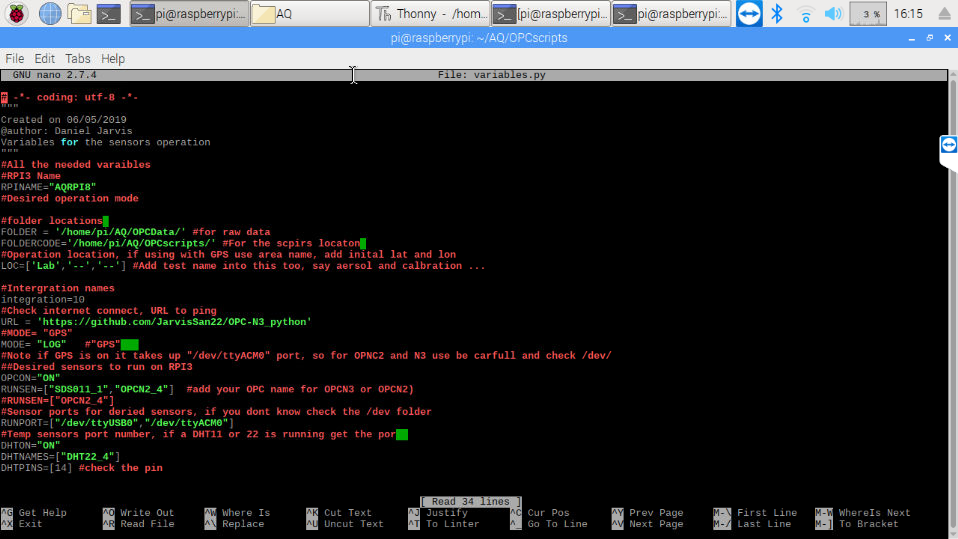 pi@raspberrypi:...
AQ
Thonny - /hom...
[pi@raspberrypi...
pi@raspberrypi:...
3 %
16:15
pi@raspberrypi: ~/AQ/OPCscripts
File Edit Tabs Help
GNU nano 2.7.4 File: variables.py
# -*- coding: utf-8 -*-
"""
Created on 06/05/2019
@author: Daniel Jarvis
Variables for the sensors operation
"""
#All the needed varaibles
#RPI3 Name
RPINAME="AQRPI8"
#Desired operation mode
#folder locations
FOLDER = '/home/pi/AQ/OPCData/' #for raw data
FOLDERCODE='/home/pi/AQ/OPCscripts/' #For the scpirs locaton
#Operation location, if using with GPS use area name, add inital lat and lon
LOC=['Lab','--','--'] #Add test name into this too, say aersol and calbration ...
#Intergration names
integration=10
#Check internet connect, URL to ping
URL = 'https://github.com/JarvisSan22/OPC-N3_python'
#MODE= "GPS"
MODE= "LOG" #"GPS"
#Note if GPS is on it takes up "/dev/ttyACM0" port, so for OPNC2 and N3 use be carfull and check /dev/
##Desired sensors to run on RPI3
OPCON="ON"
RUNSEN=["SDS011_1","OPCN2_4"] #add your OPC name for OPCN3 or OPCN2)
#RUNSEN=["OPCN2_4"]
#Sensor ports for deried sensors, if you dont know check the /dev folder
RUNPORT=["/dev/ttyUSB0","/dev/ttyACM0"]
#Temp sensors port number, if a DHT11 or 22 is running get the por
DHTON="ON"
DHTNAMES=["DHT22_4"]
DHTPINS=[14] #check the pin
[ Read 34 lines ]
^G Get Help ^O Write Out ^W Where Is ^K Cut Text ^J Justify ^C Cur Pos ^Y Prev Page M-\ First Line M-W WhereIs Next
^X Exit ^R Read File ^\ Replace ^U Uncut Text ^T To Linter ^_ Go To Line ^V Next Page M-/ Last Line M-] To Bracket